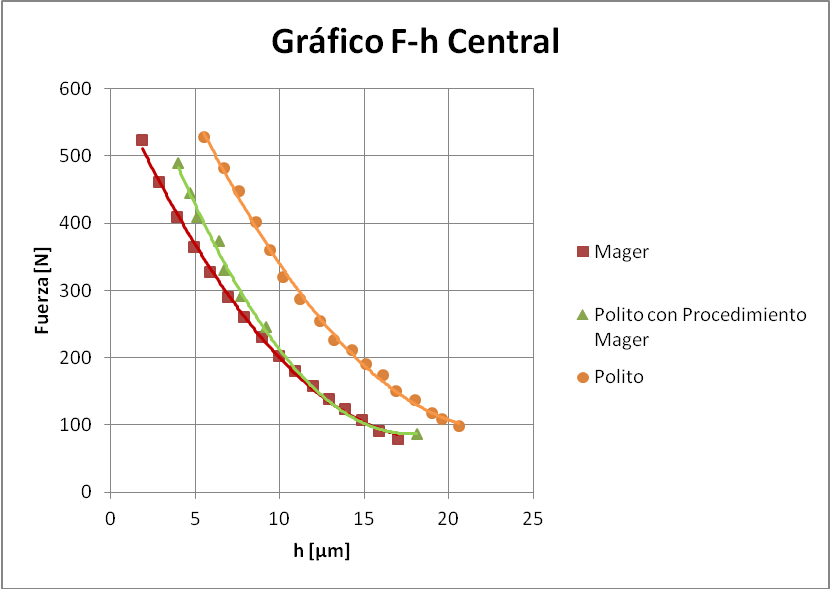 Gráfico F-h Central
600
500
400
300
200
100
0
Fuerza [N]
0 5 10 15 20 25
h [µm]
Mager
Polito con Procedimiento
Mager
Polito